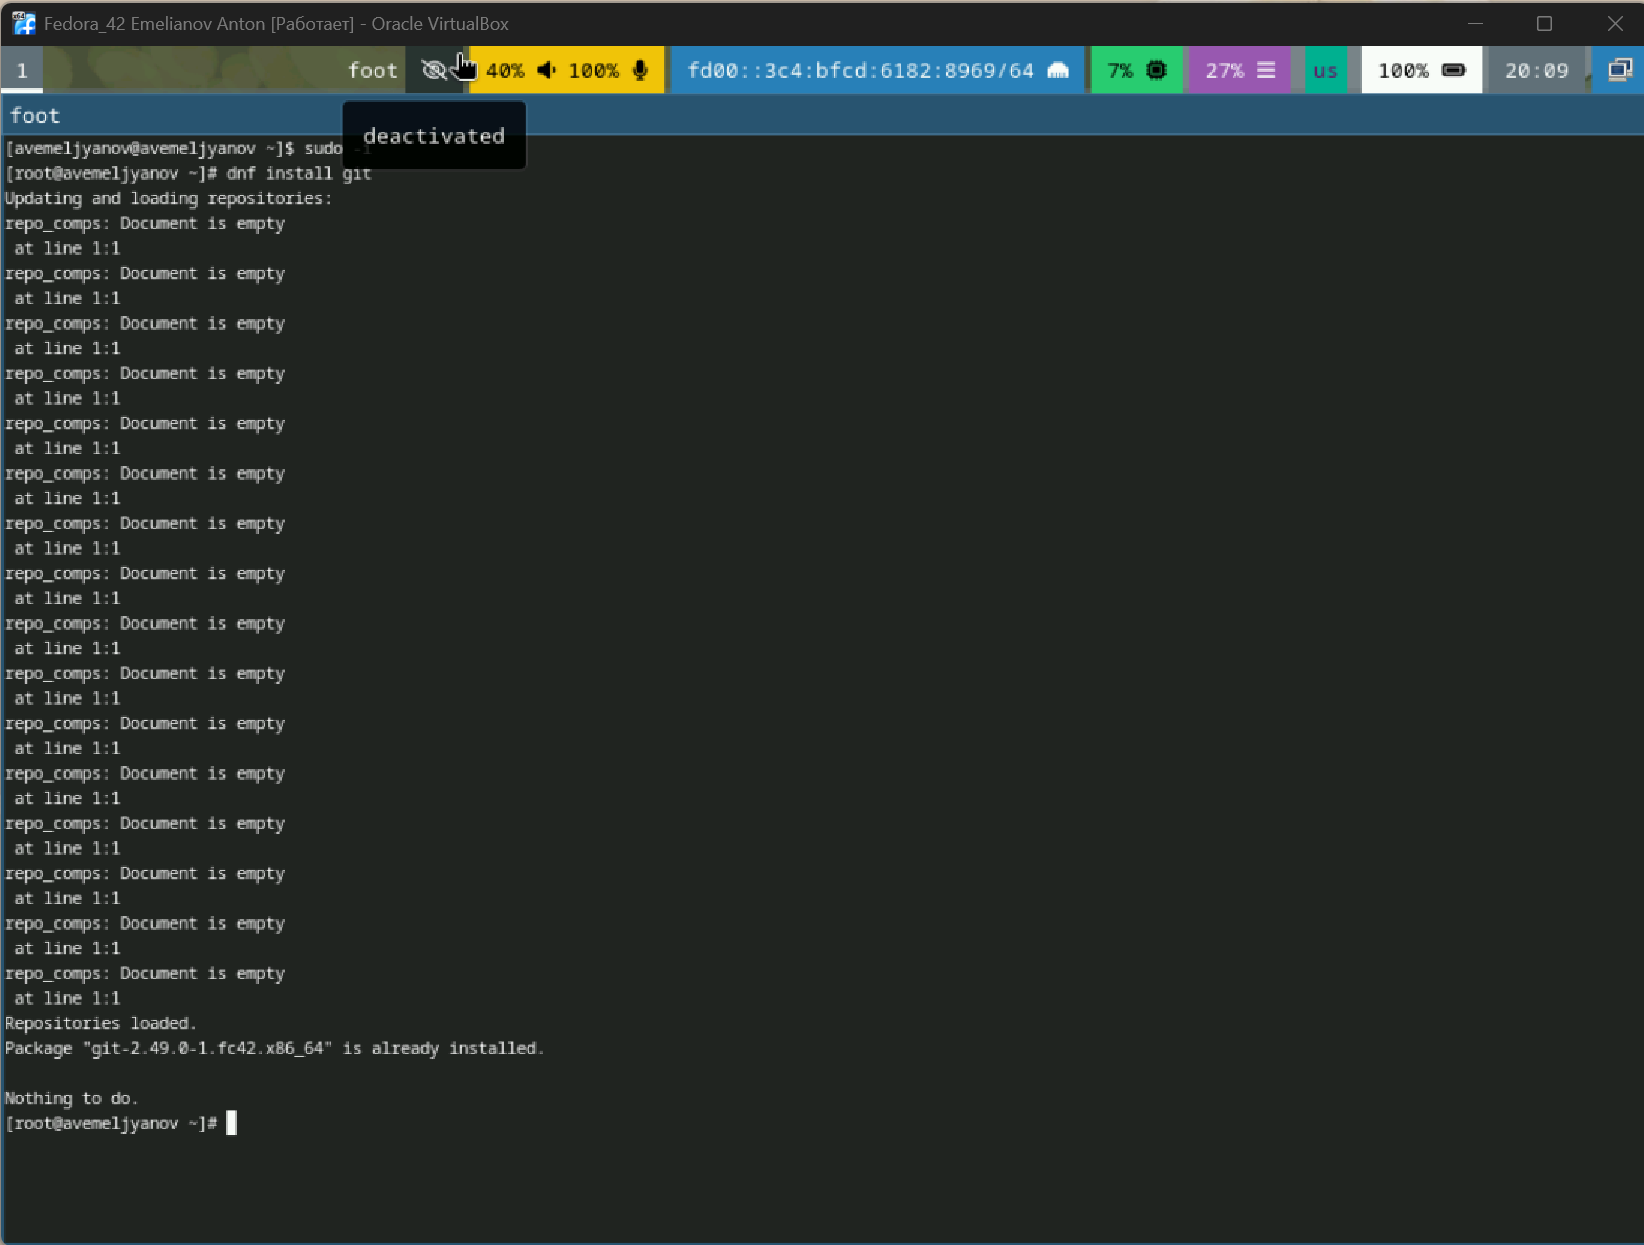 Fedora_42 Emelianov Anton [Работает] - Oracle VirtualBox
1 foot 40% 100% fd00::3c4:bfcd:6182:8969/64 7% 27% us 100% 20:09
foot
deactivated
[avemeljyanov@avemeljyanov ~]$ sudo -i
[root@avemeljyanov ~]# dnf install git
Updating and loading repositories:
repo_comps: Document is empty
at line 1:1
repo_comps: Document is empty
at line 1:1
repo_comps: Document is empty
at line 1:1
repo_comps: Document is empty
at line 1:1
repo_comps: Document is empty
at line 1:1
repo_comps: Document is empty
at line 1:1
repo_comps: Document is empty
at line 1:1
repo_comps: Document is empty
at line 1:1
repo_comps: Document is empty
at line 1:1
repo_comps: Document is empty
at line 1:1
repo_comps: Document is empty
at line 1:1
repo_comps: Document is empty
at line 1:1
repo_comps: Document is empty
at line 1:1
repo_comps: Document is empty
at line 1:1
repo_comps: Document is empty
at line 1:1
repo_comps: Document is empty
at line 1:1
Repositories loaded.
Package "git-2.49.0-1.fc42.x86_64" is already installed.
Nothing to do.
[root@avemeljyanov ~]#